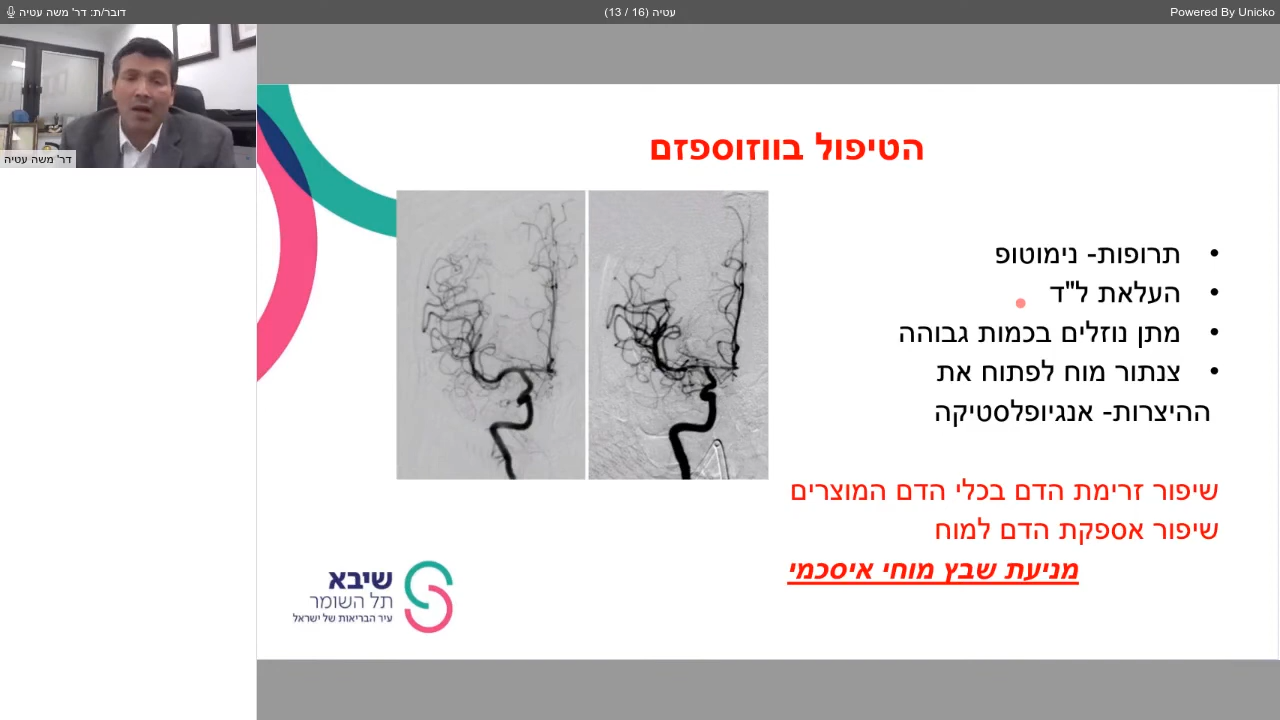 דובר/ת: דר' משה עטיה
עטיה (16 / 13)
Powered By Unicko
דר' משה עטיה
הטיפול בווזוספזם
• תרופות- נימוטופ
• העלאת ל"ד
• מתן נוזלים בכמות גבוהה
• צנתור מוח לפתוח את
ההיצרות- אנגיופלסטיקה
שיפור זרימת הדם בכלי הדם המוצרים
שיפור אספקת הדם למוח
מניעת שבץ מוחי איסכמי
שיבא
תל השומר
עיר הבריאות של ישראל